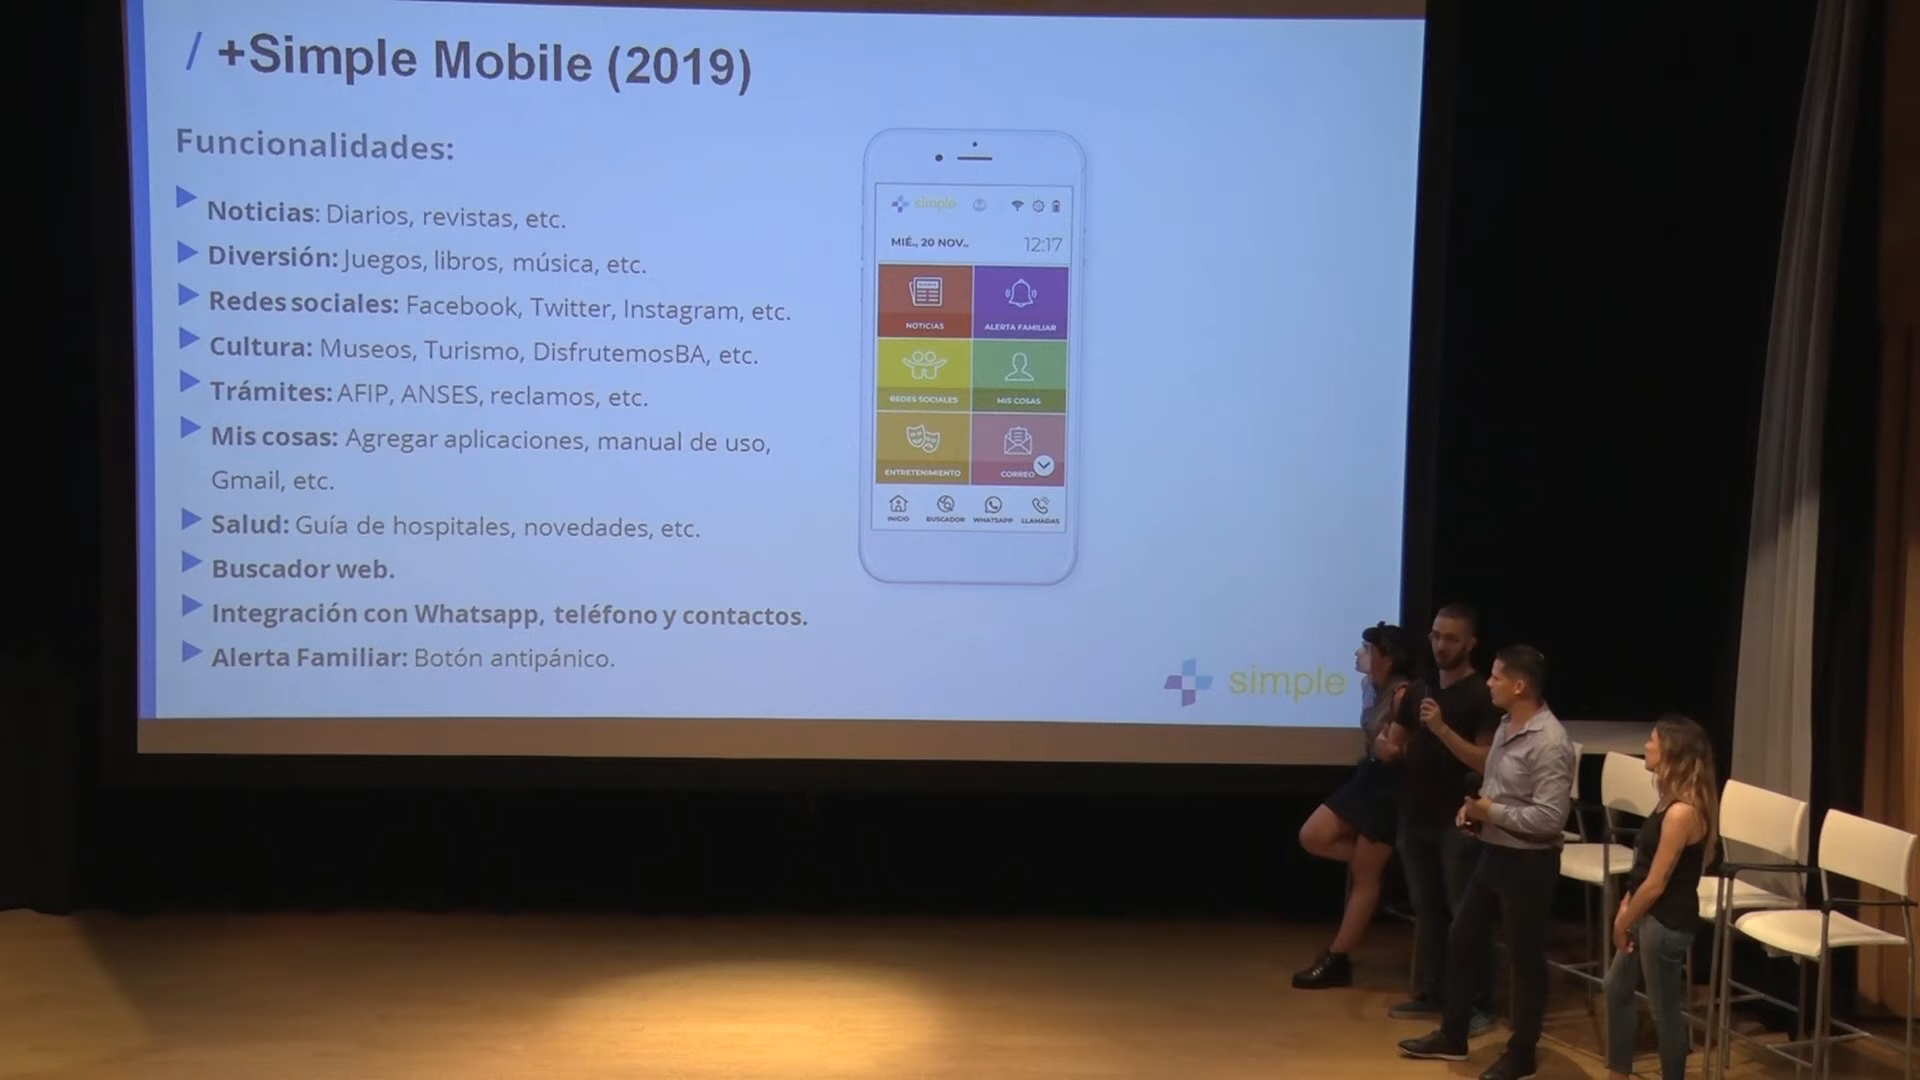 / +Simple Mobile (2019)
Funcionalidades:
Noticias: Diarios, revistas, etc.
Diversión: Juegos, libros, música, etc.
Redes sociales: Facebook, Twitter, Instagram, etc.
Cultura: Museos, Turismo, DisfrutemosBA, etc.
Trámites: AFIP, ANSES, reclamos, etc.
Mis cosas: Agregar aplicaciones, manual de uso,
Gmail, etc.
Salud: Guía de hospitales, novedades, etc.
Buscador web.
Integración con Whatsapp, teléfono y contactos.
Alerta Familiar: Botón antipánico.
simple
MIÉ., 20 NOV.. 12:17
NOTICIAS ALERTA FAMILIAR
REDES SOCIALES MIS COSAS
ENTRETENIMIENTO CORREO
INICIO BUSCADOR WHATSAPP LLAMADAS
simple